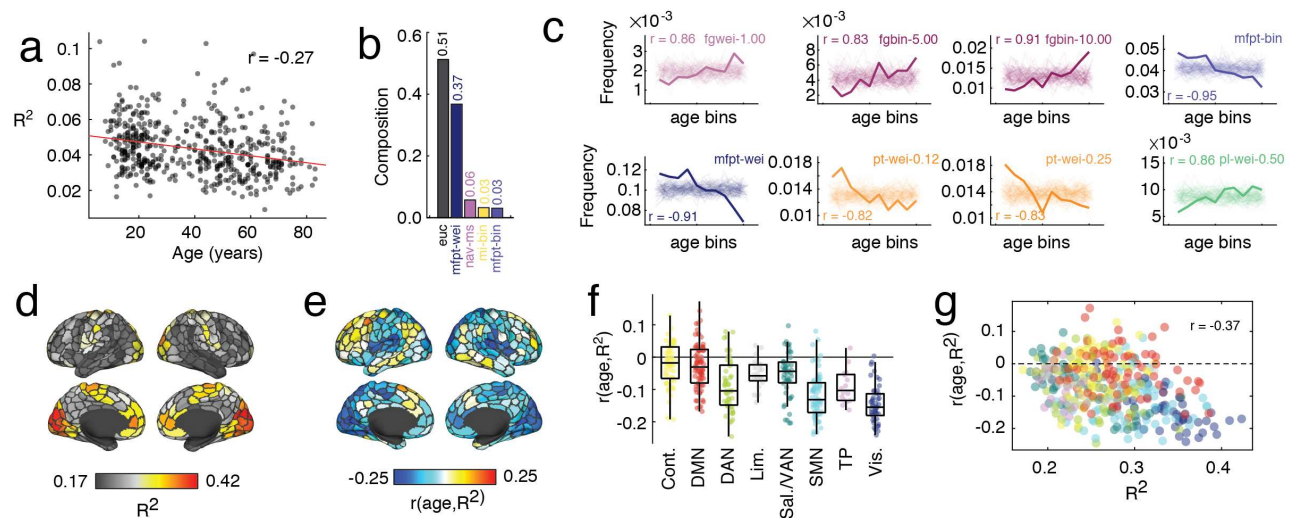 a
0.1
0.08
0.06
0.04
0.02
R²
r = -0.27
20
40
60
80
Age (years)
b
0.6
0.4
0.2
0.0
Composition
0.51
0.37
0.06
0.03
0.03
euc
mfpt-wei
nav-ms
mi-bin
mfpt-bin
c
×10⁻³
r = 0.86 fgwei-1.00
3
2
1
Frequency
age bins
×10⁻³
r = 0.83 fgbin-5.00
8
6
4
2
age bins
r = 0.91 fgbin-10.00
0.02
0.015
0.01
age bins
mfpt-bin
0.05
0.04
0.03
r = -0.95
age bins
mfpt-wei
0.12
0.1
0.08
Frequency
r = -0.91
age bins
pt-wei-0.12
0.018
0.014
0.01
r = -0.82
age bins
pt-wei-0.25
0.018
0.014
0.01
r = -0.83
age bins
×10⁻³
r = 0.86 pl-wei-0.50
15
10
5
age bins
d
0.17
0.42
R²
e
-0.25
0.25
r(age,R²)
f
0.1
0
-0.1
-0.2
r(age,R²)
Cont.
DMN
DAN
Lim.
Sal./VAN
SMN
TP
Vis.
g
r = -0.37
0.1
0
-0.1
-0.2
r(age,R²)
0.2
0.3
0.4
R²